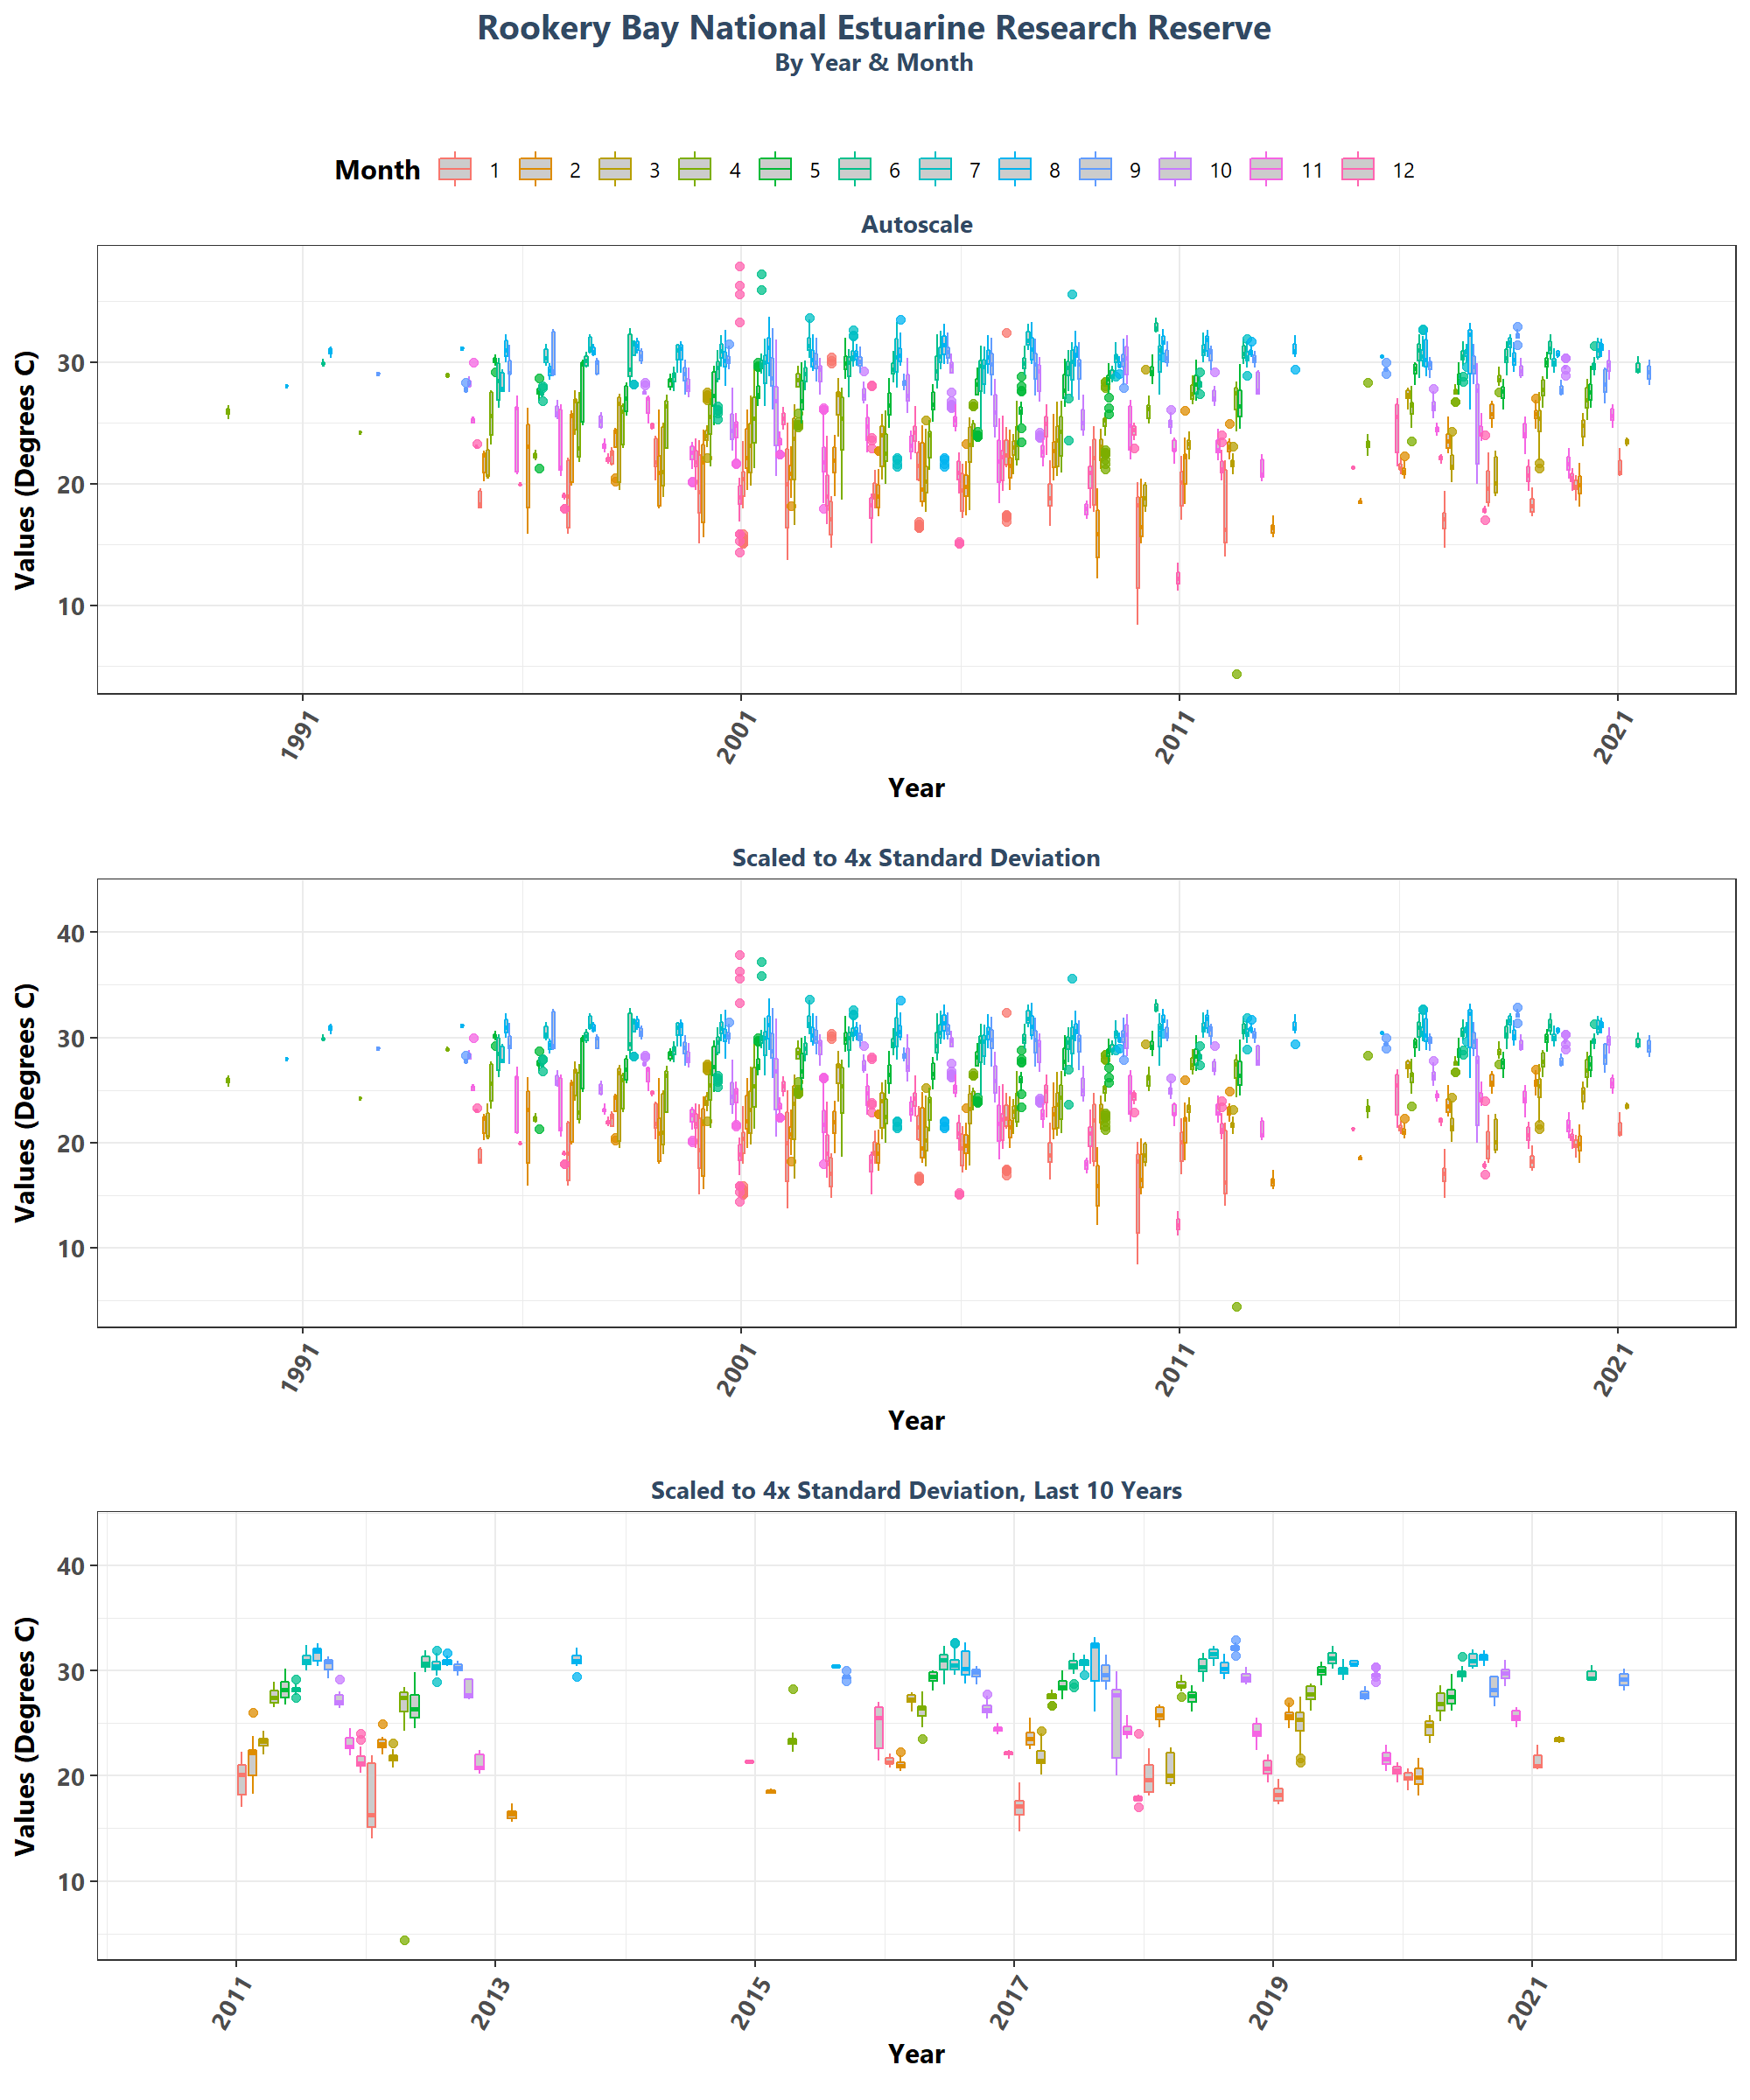 Rookery Bay National Estuarine Research Reserve
By Year & Month
Month 1 2 3 4 5 6 7 8 9 10 11 12
Autoscale
Values (Degrees C)
30
20
10
1991 2001 2011 2021
Year
Scaled to 4x Standard Deviation
Values (Degrees C)
40
30
20
10
1991 2001 2011 2021
Year
Scaled to 4x Standard Deviation, Last 10 Years
Values (Degrees C)
40
30
20
10
2011 2013 2015 2017 2019 2021
Year